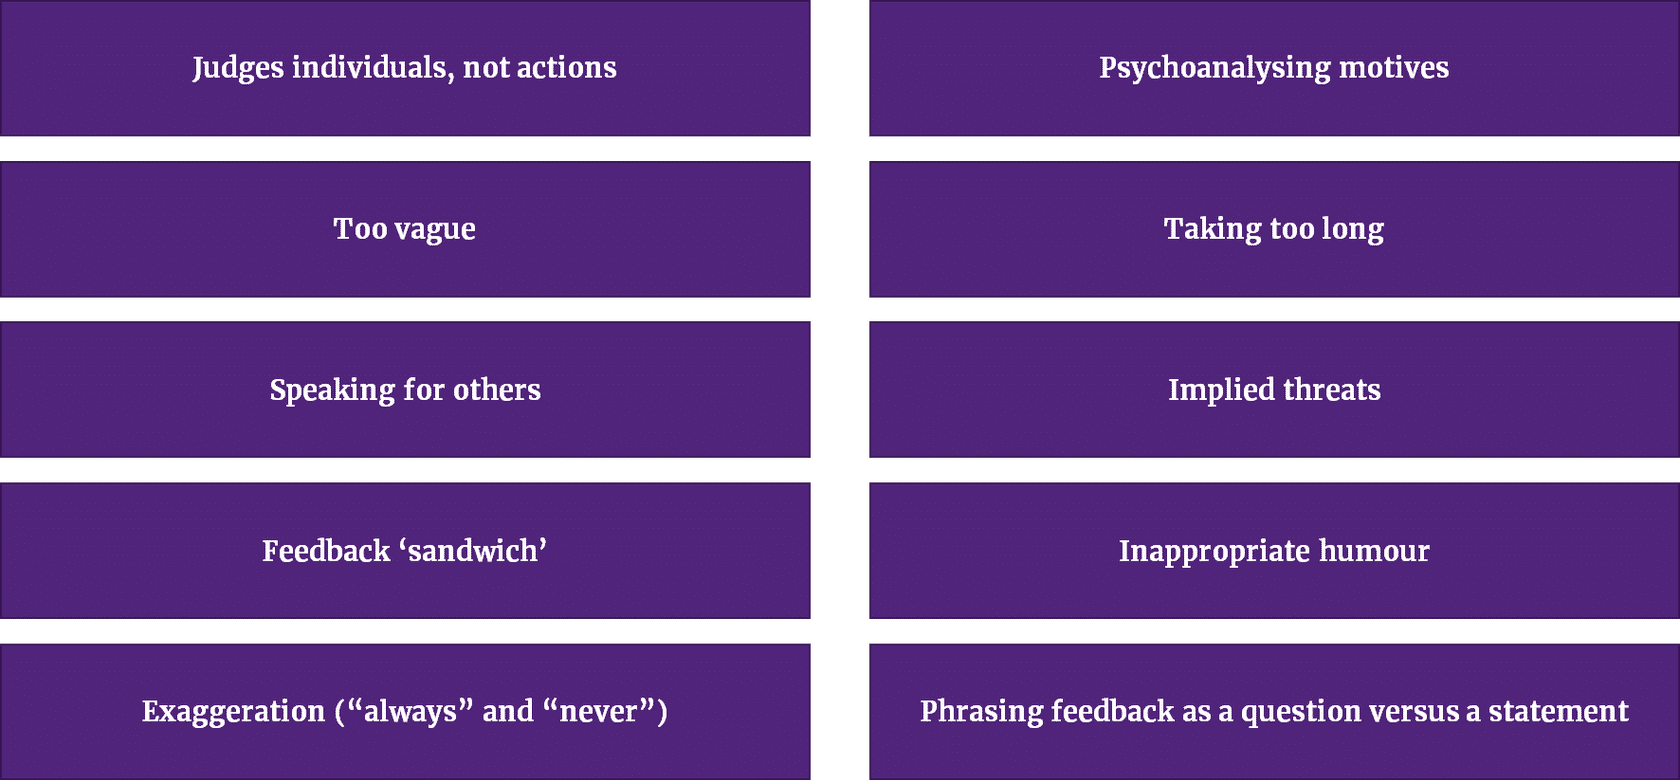 Judges individuals, not actions
Psychoanalysing motives
Too vague
Taking too long
Speaking for others
Implied threats
Feedback ‘sandwich’
Inappropriate humour
Exaggeration (“always” and “never”)
Phrasing feedback as a question versus a statement